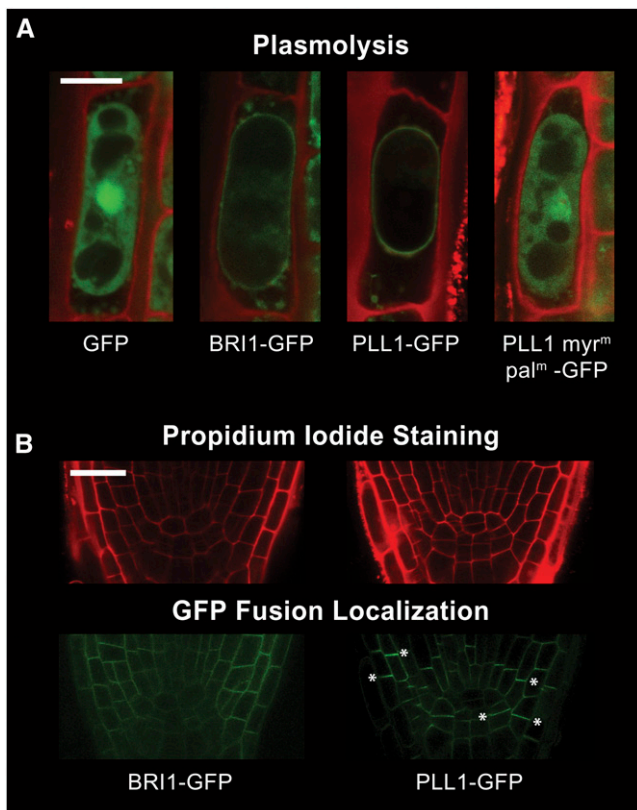 A
Plasmolysis
GFP
BRI1-GFP
PLL1-GFP
PLL1 myrᵐ
palᵐ -GFP
B
Propidium Iodide Staining
GFP Fusion Localization
* * * * * *
BRI1-GFP
PLL1-GFP